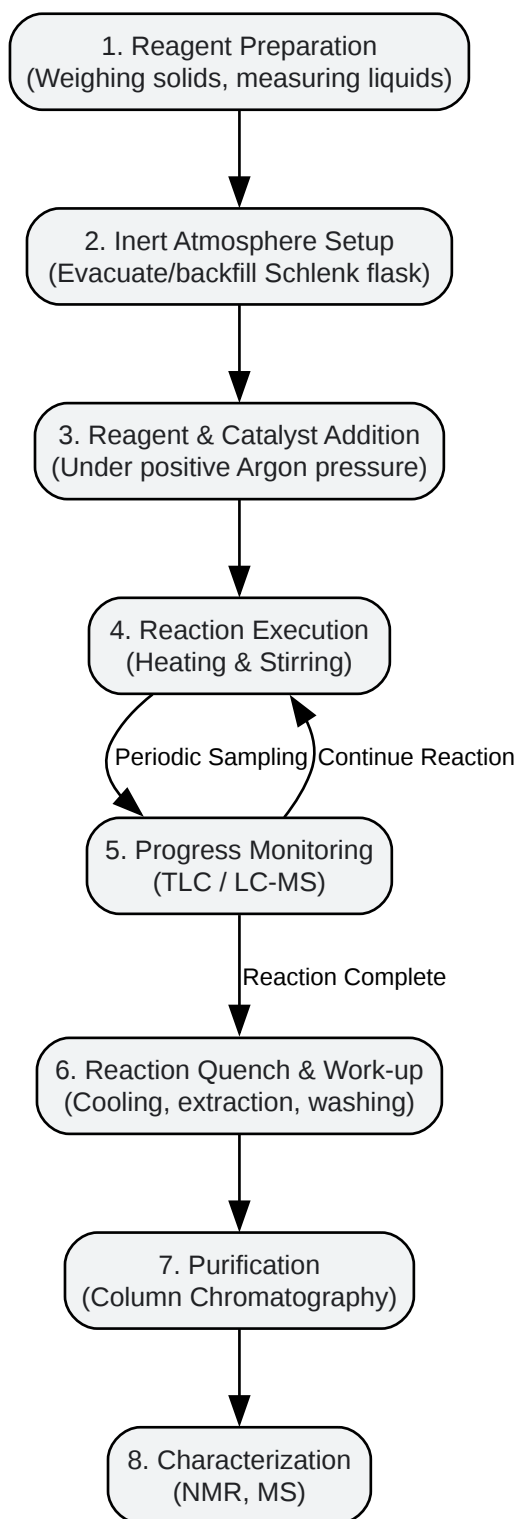 1. Reagent Preparation
(Weighing solids, measuring liquids)
2. Inert Atmosphere Setup
(Evacuate/backfill Schlenk flask)
3. Reagent & Catalyst Addition
(Under positive Argon pressure)
4. Reaction Execution
(Heating & Stirring)
Periodic Sampling
Continue Reaction
5. Progress Monitoring
(TLC / LC-MS)
Reaction Complete
6. Reaction Quench & Work-up
(Cooling, extraction, washing)
7. Purification
(Column Chromatography)
8. Characterization
(NMR, MS)